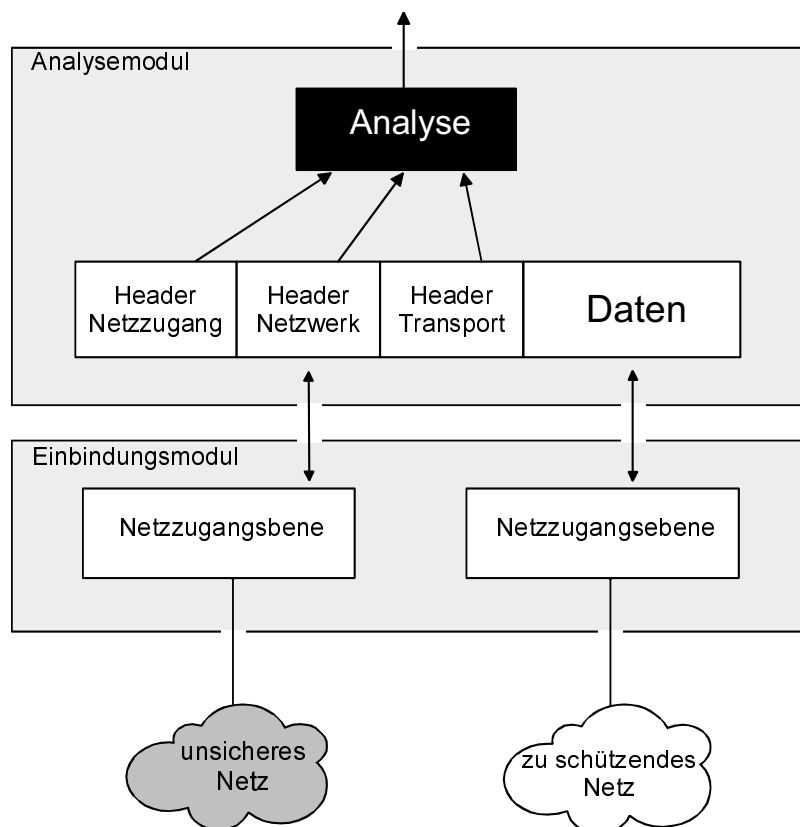 Analysemodul
Analyse
Header
Netzzugang
Header
Netzwerk
Header
Transport
Daten
Einbindungsmodul
Netzzugangsbene
Netzzugangsebene
unsicheres
Netz
zu schützendes
Netz